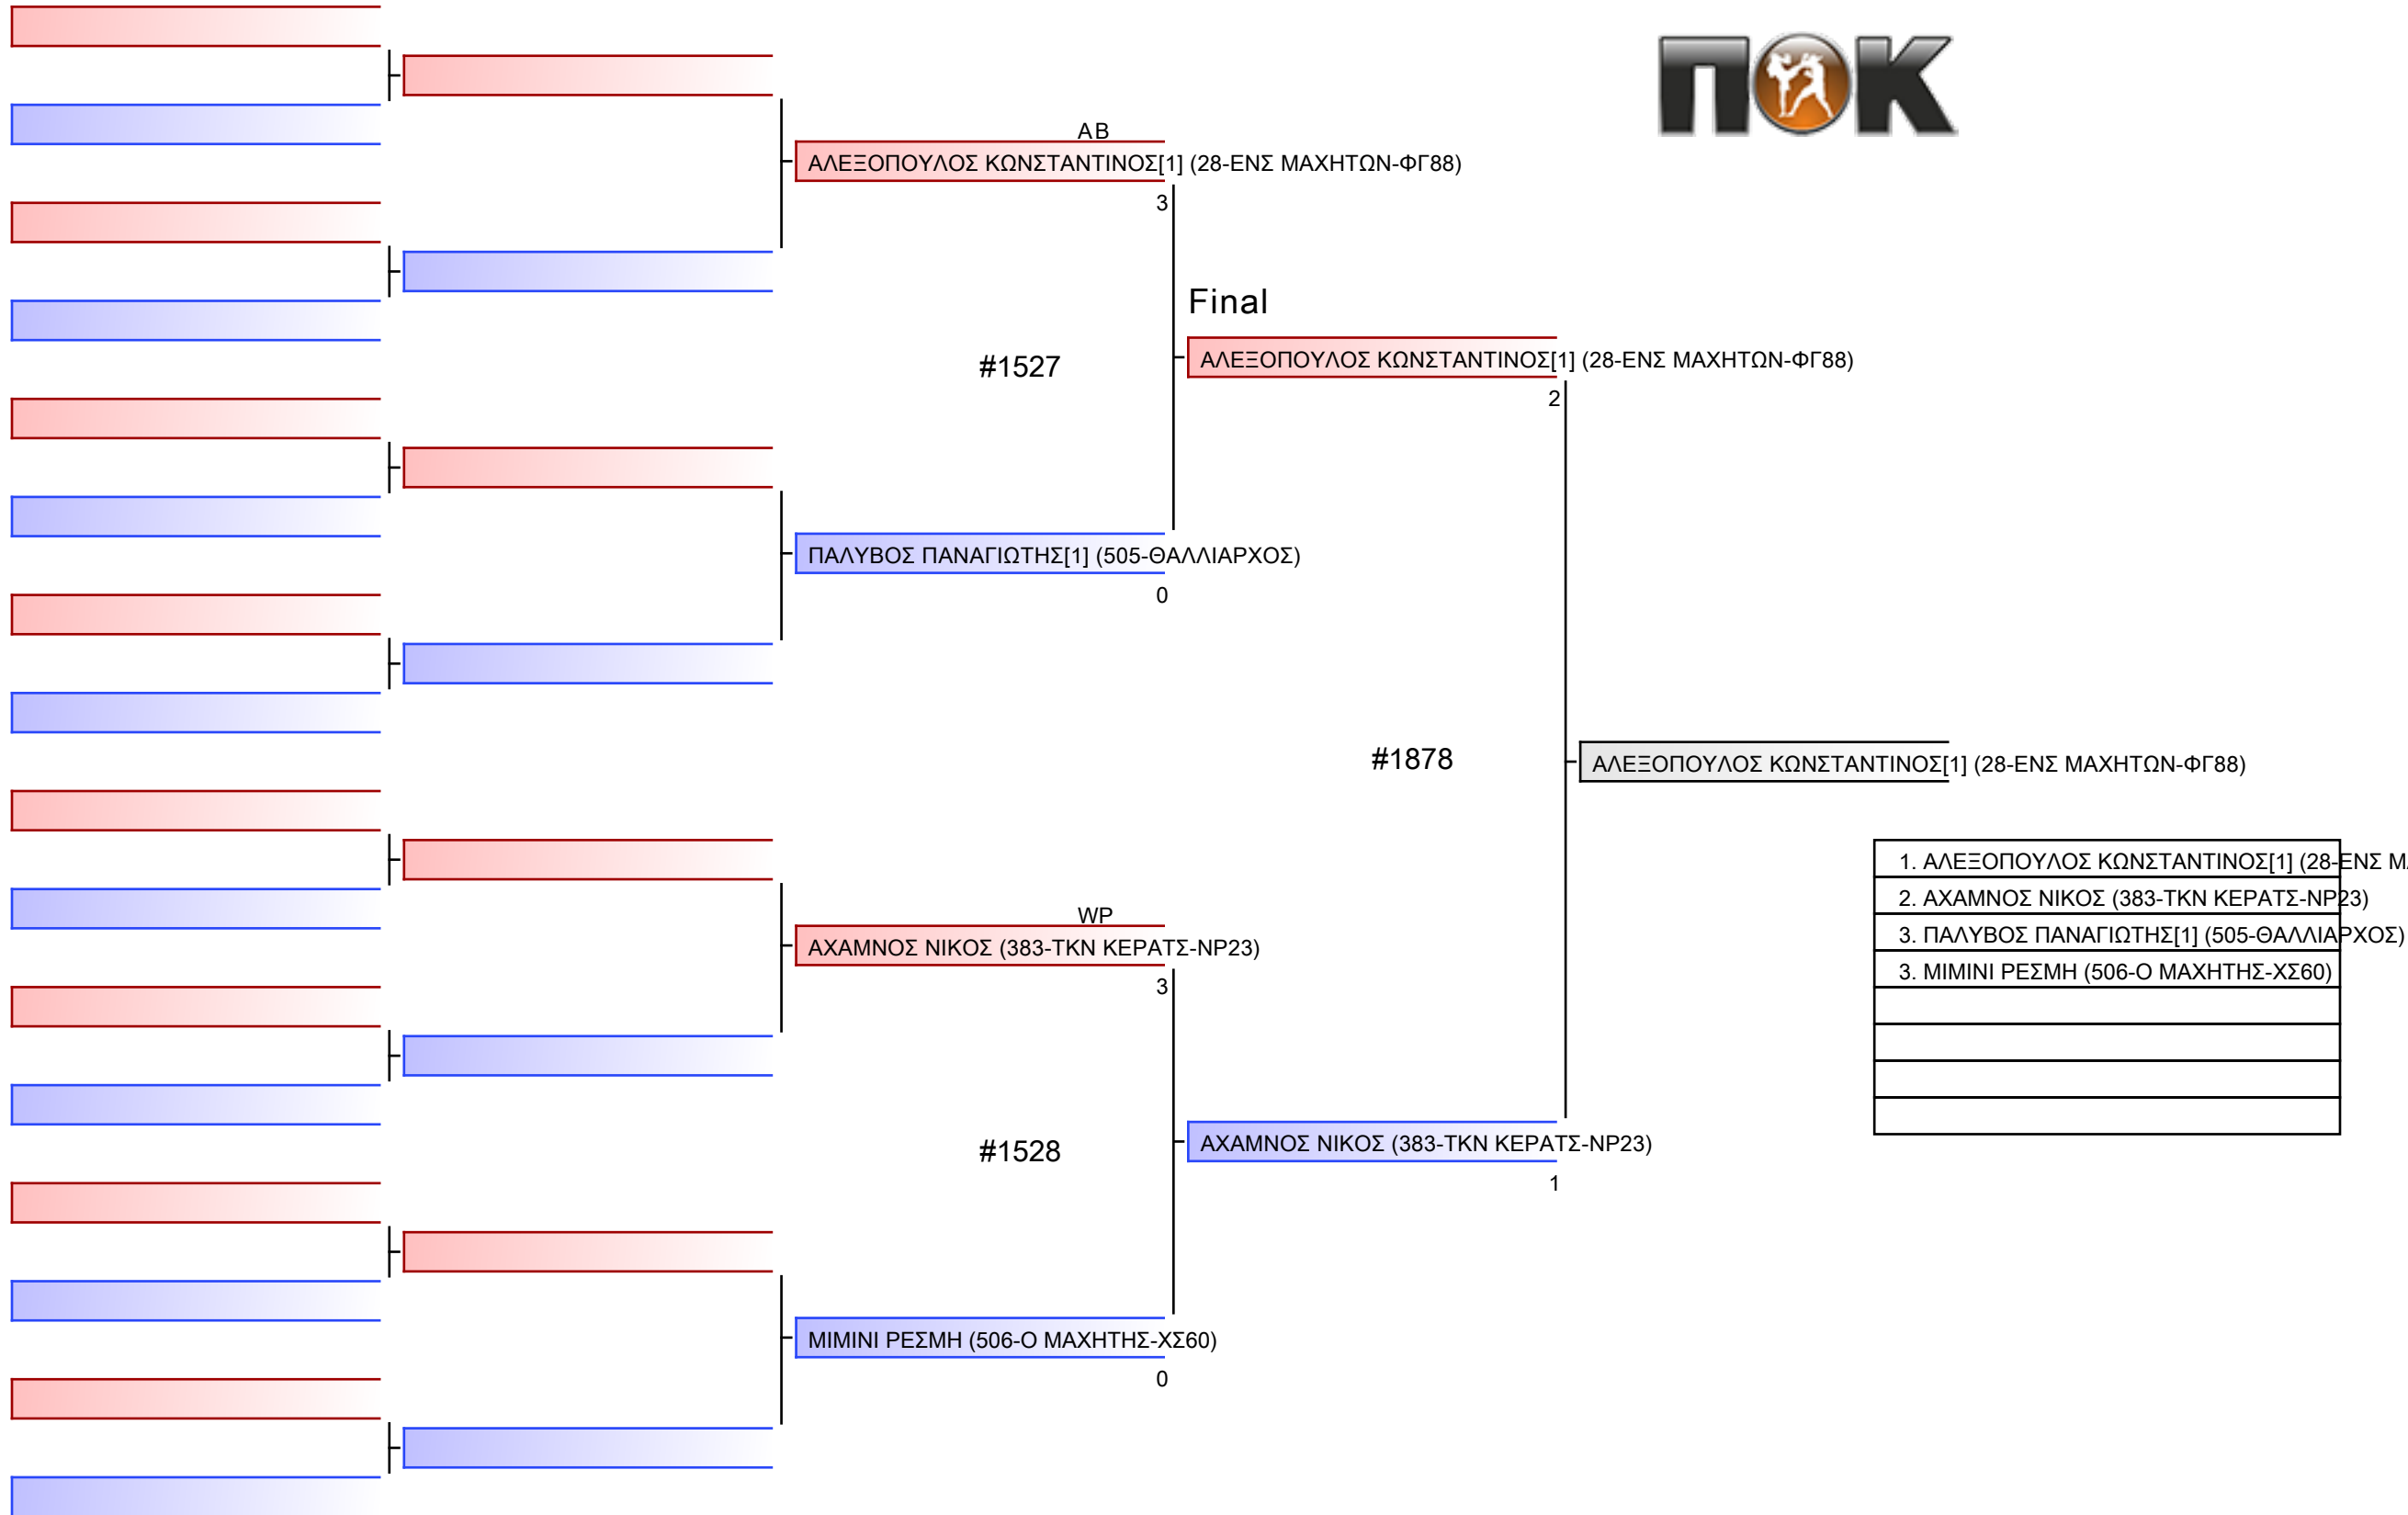 ΠΟΚ
AB
ΑΛΕΞΟΠΟΥΛΟΣ ΚΩΝΣΤΑΝΤΙΝΟΣ[1] (28-ΕΝΣ ΜΑΧΗΤΩΝ-ΦΓ88)
3
Final
#1527
ΑΛΕΞΟΠΟΥΛΟΣ ΚΩΝΣΤΑΝΤΙΝΟΣ[1] (28-ΕΝΣ ΜΑΧΗΤΩΝ-ΦΓ88)
2
ΠΑΛΥΒΟΣ ΠΑΝΑΓΙΩΤΗΣ[1] (505-ΘΑΛΛΙΑΡΧΟΣ)
0
#1878
ΑΛΕΞΟΠΟΥΛΟΣ ΚΩΝΣΤΑΝΤΙΝΟΣ[1] (28-ΕΝΣ ΜΑΧΗΤΩΝ-ΦΓ88)
1. ΑΛΕΞΟΠΟΥΛΟΣ ΚΩΝΣΤΑΝΤΙΝΟΣ[1] (28-ΕΝΣ Μ
2. ΑΧΑΜΝΟΣ ΝΙΚΟΣ (383-ΤΚΝ ΚΕΡΑΤΣ-ΝΡ23)
3. ΠΑΛΥΒΟΣ ΠΑΝΑΓΙΩΤΗΣ[1] (505-ΘΑΛΛΙΑΡΧΟΣ)
3. ΜΙΜΙΝΙ ΡΕΣΜΗ (506-Ο ΜΑΧΗΤΗΣ-ΧΣ60)
WP
ΑΧΑΜΝΟΣ ΝΙΚΟΣ (383-ΤΚΝ ΚΕΡΑΤΣ-ΝΡ23)
3
#1528
ΑΧΑΜΝΟΣ ΝΙΚΟΣ (383-ΤΚΝ ΚΕΡΑΤΣ-ΝΡ23)
1
ΜΙΜΙΝΙ ΡΕΣΜΗ (506-Ο ΜΑΧΗΤΗΣ-ΧΣ60)
0